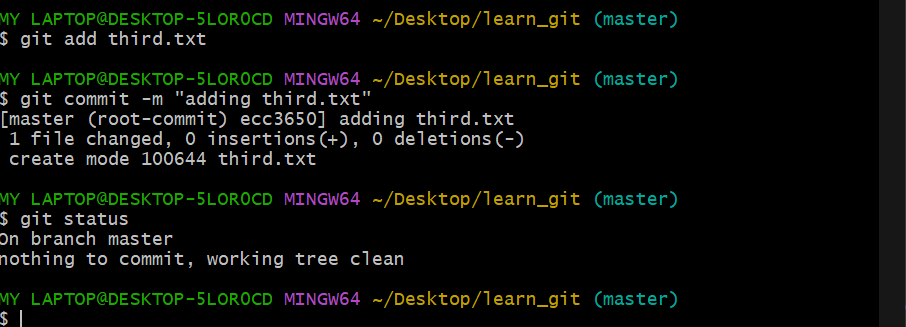 MY LAPTOP@DESKTOP-5LOR0CD MINGW64 ~/Desktop/learn_git (master)
$ git add third.txt
MY LAPTOP@DESKTOP-5LOR0CD MINGW64 ~/Desktop/learn_git (master)
$ git commit -m "adding third.txt"
[master (root-commit) ecc3650] adding third.txt
 1 file changed, 0 insertions(+), 0 deletions(-)
 create mode 100644 third.txt
MY LAPTOP@DESKTOP-5LOR0CD MINGW64 ~/Desktop/learn_git (master)
$ git status
On branch master
nothing to commit, working tree clean
MY LAPTOP@DESKTOP-5LOR0CD MINGW64 ~/Desktop/learn_git (master)
$